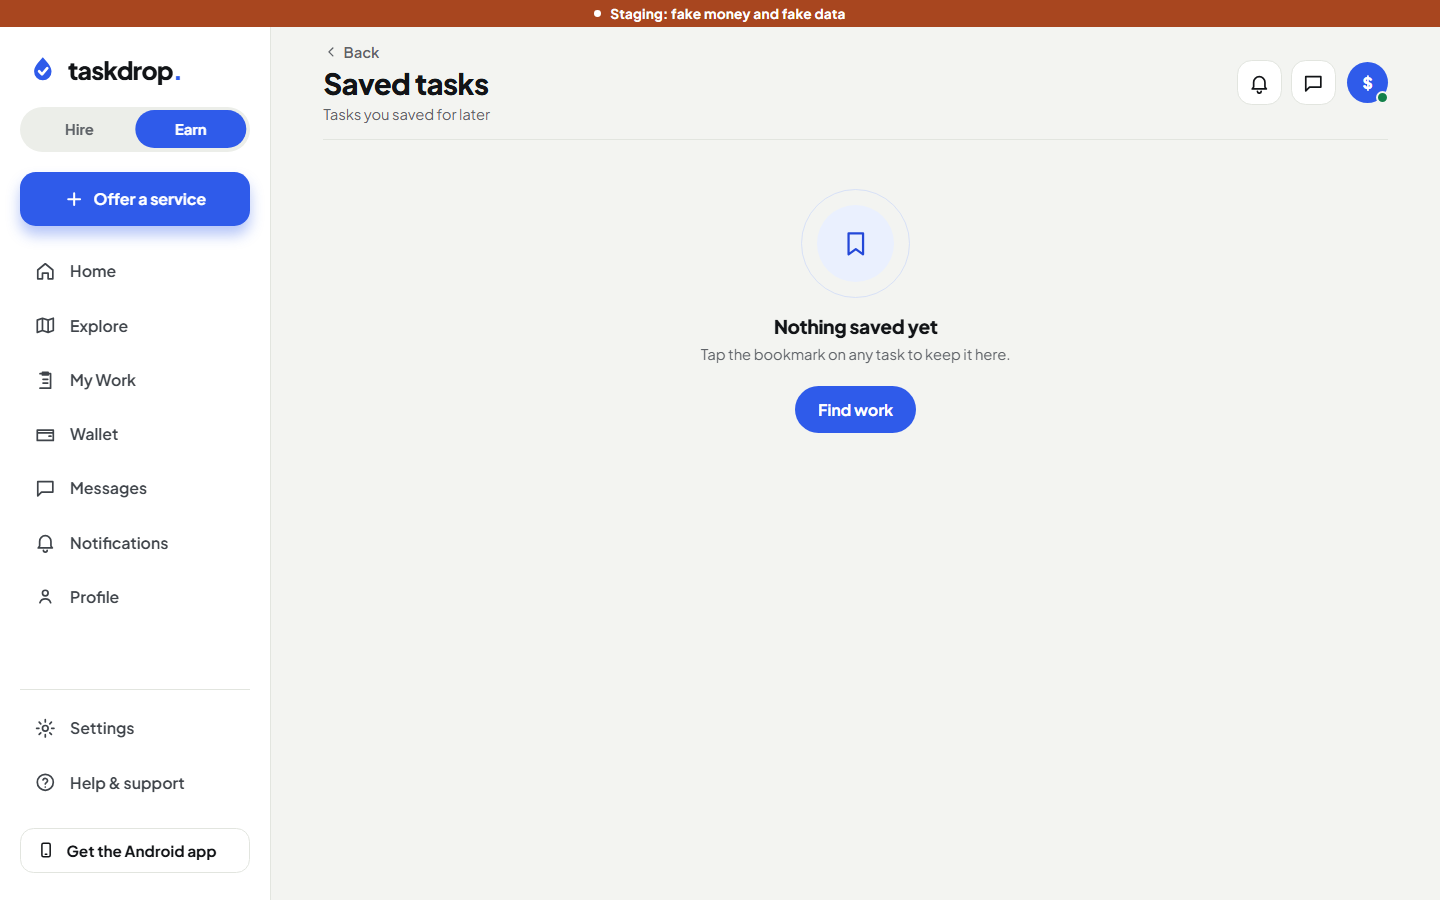 Staging: fake money and fake data
taskdrop.
Hire
Earn
Offer a service
Home
Explore
My Work
Wallet
Messages
Notifications
Profile
Settings
Help & support
Get the Android app
Back
Saved tasks
Tasks you saved for later
$
Nothing saved yet
Tap the bookmark on any task to keep it here.
Find work